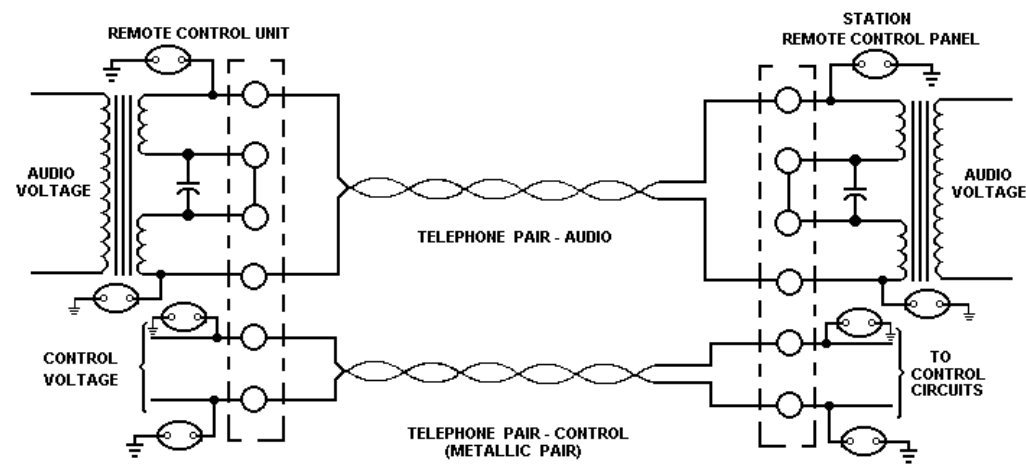 REMOTE CONTROL UNIT
STATION
REMOTE CONTROL PANEL
AUDIO
VOLTAGE
AUDIO
VOLTAGE
TELEPHONE PAIR - AUDIO
CONTROL
VOLTAGE
TO
CONTROL
CIRCUITS
TELEPHONE PAIR - CONTROL
(METALLIC PAIR)